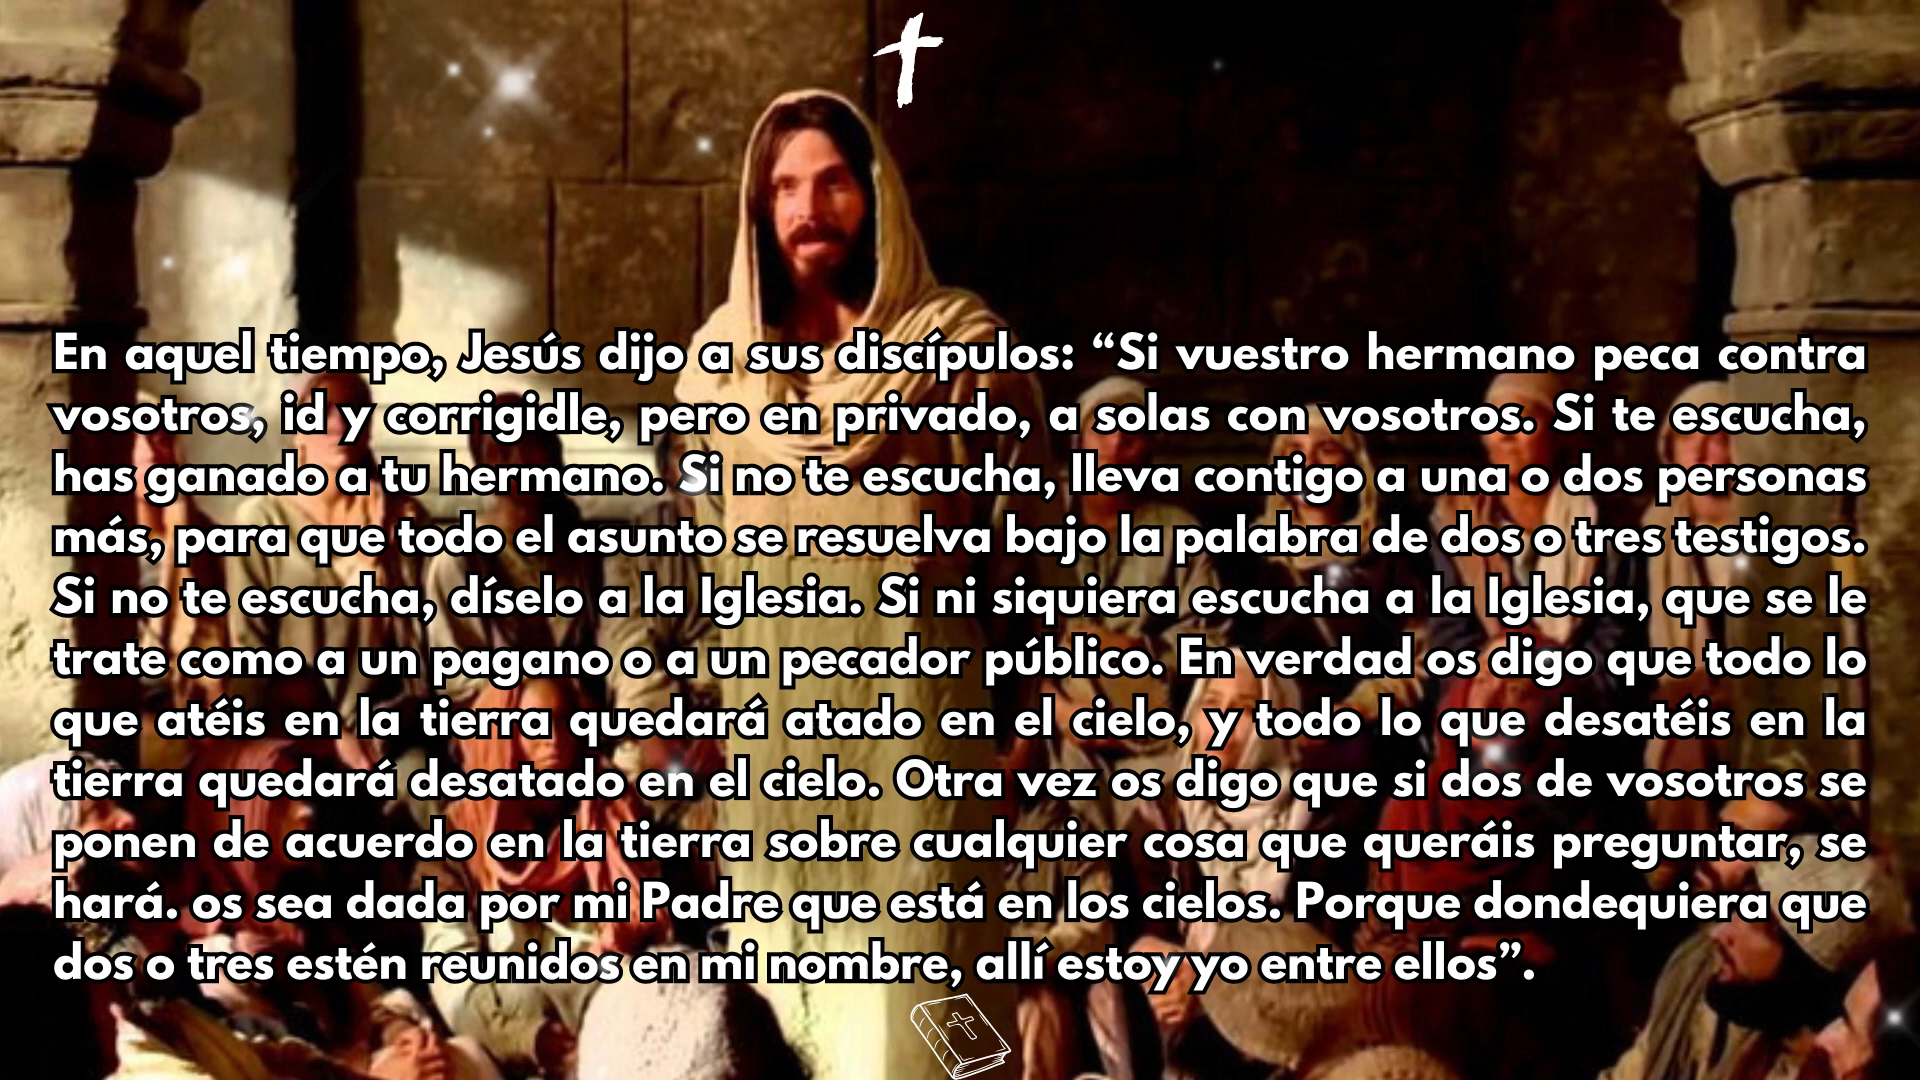 En aquel tiempo, Jesús dijo a sus discípulos: “Si vuestro hermano peca contra
vosotros, id y corrigidle, pero en privado, a solas con vosotros. Si te escucha,
has ganado a tu hermano. Si no te escucha, lleva contigo a una o dos personas
más, para que todo el asunto se resuelva bajo la palabra de dos o tres testigos.
Si no te escucha, díselo a la Iglesia. Si ni siquiera escucha a la Iglesia, que se le
trate como a un pagano o a un pecador público. En verdad os digo que todo lo
que atéis en la tierra quedará atado en el cielo, y todo lo que desatéis en la
tierra quedará desatado en el cielo. Otra vez os digo que si dos de vosotros se
ponen de acuerdo en la tierra sobre cualquier cosa que queráis preguntar, se
hará. os sea dada por mi Padre que está en los cielos. Porque dondequiera que
dos o tres estén reunidos en mi nombre, allí estoy yo entre ellos”.